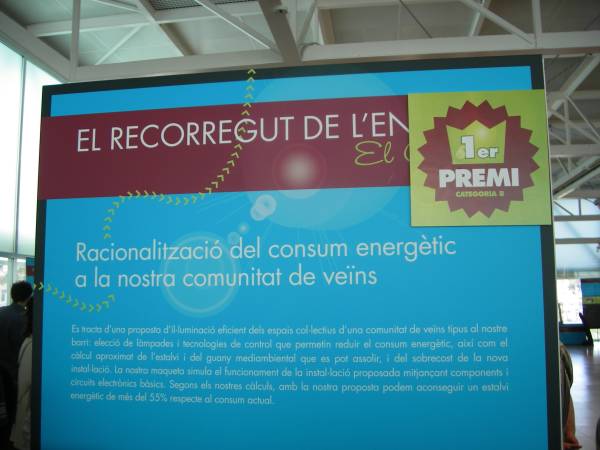 EL RECORREGUT DE L'EN
El
1er
PREMI
CATEGORIA B
Racionalització del consum energètic
a la nostra comunitat de veïns
Es tracta d'una proposta d'il·luminació eficient dels espais col·lectius d'una comunitat de veïns tipus al nostre
barri: elecció de làmpades i tecnologies de control que permetin reduir el consum energètic, així com el
càlcul aproximat de l'estalvi i del guany mediambiental que es pot assolir, i del sobrecost de la nova
instal·lació. La nostra maqueta simula el funcionament de la instal·lació proposada mitjançant components i
circuits electrònics bàsics. Segons els nostres càlculs, amb la nostra proposta podem aconseguir un estalvi
energètic de més del 55% respecte al consum actual.